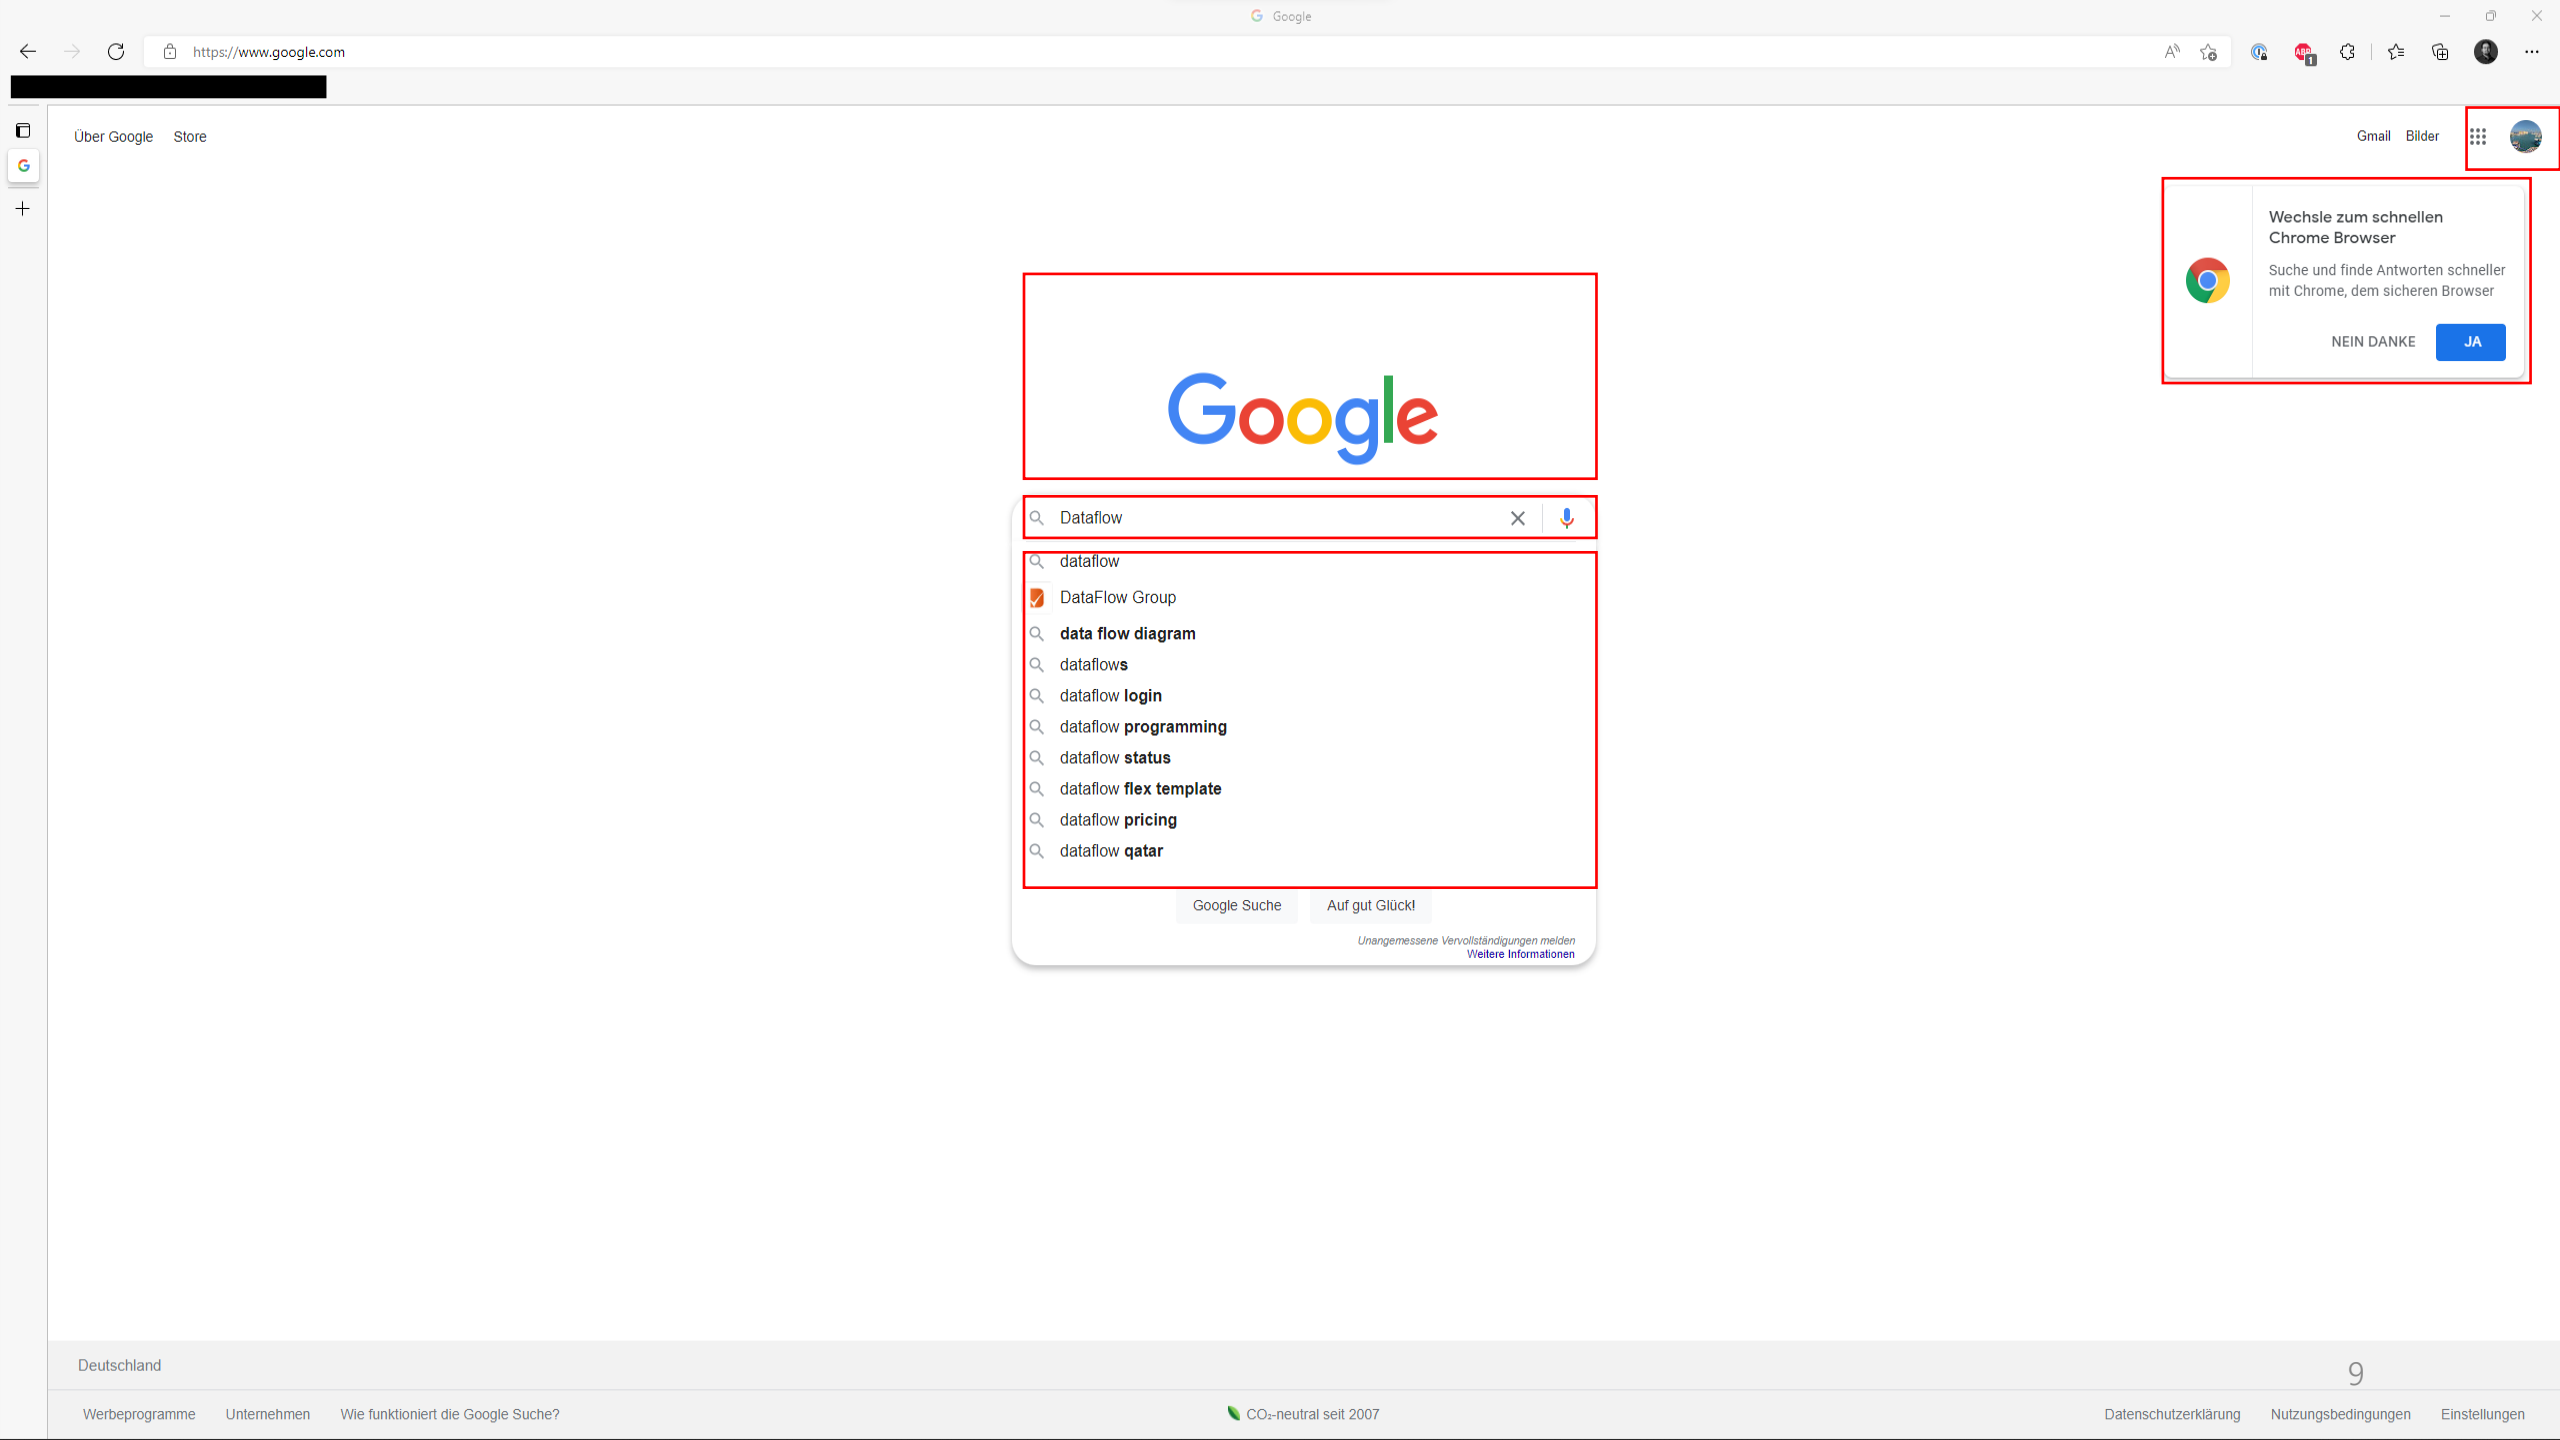 Google
https://www.google.com
ABP
1
Über Google Store
Gmail Bilder
Wechsle zum schnellen
Chrome Browser
Suche und finde Antworten schneller
mit Chrome, dem sicheren Browser
NEIN DANKE JA
Google
Dataflow
dataflow
DataFlow Group
data flow diagram
dataflows
dataflow login
dataflow programming
dataflow status
dataflow flex template
dataflow pricing
dataflow qatar
Google Suche Auf gut Glück!
Unangemessene Vervollständigungen melden
Weitere Informationen
Deutschland
9
Werbeprogramme Unternehmen Wie funktioniert die Google Suche? CO₂-neutral seit 2007 Datenschutzerklärung Nutzungsbedingungen Einstellungen